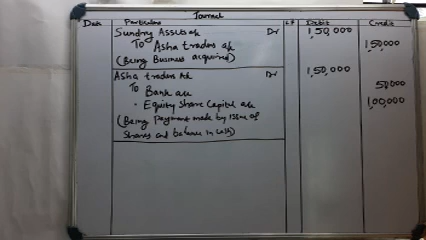 Journal
Date Particulars L.F Debit Credit
Sundry Assets a/c Dr 1,50,000
To Asha traders a/c 1,50,000
(Being Business acquired)
Asha traders a/c Dr 1,50,000
To Bank a/c 50,000
" Equity Share Capital a/c 1,00,000
(Being Payment made by issue of
Shares and balance in Cash)